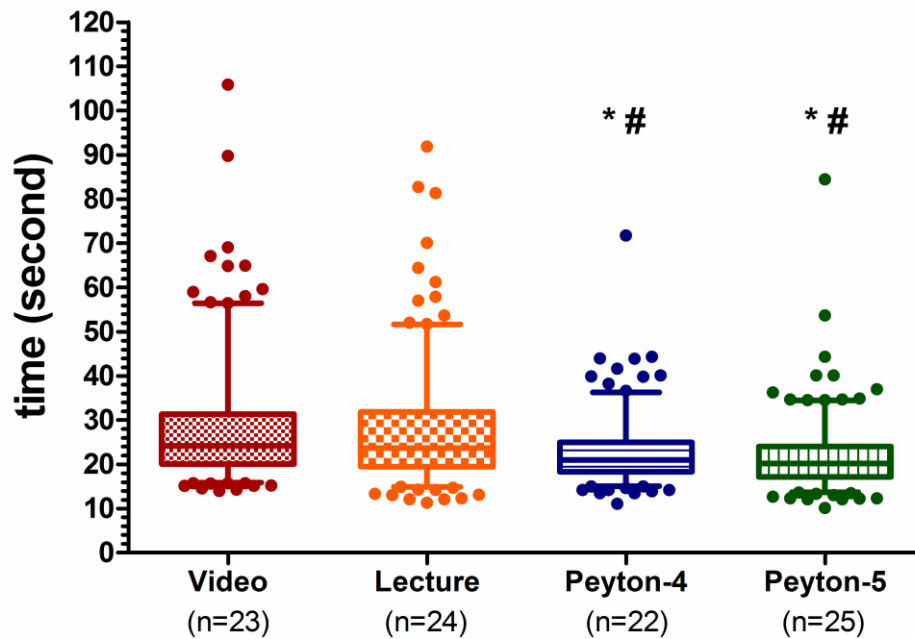 time (second)
120
110
100
90
80
70
60
50
40
30
20
10
0
* #
* #
Video
(n=23)
Lecture
(n=24)
Peyton-4
(n=22)
Peyton-5
(n=25)